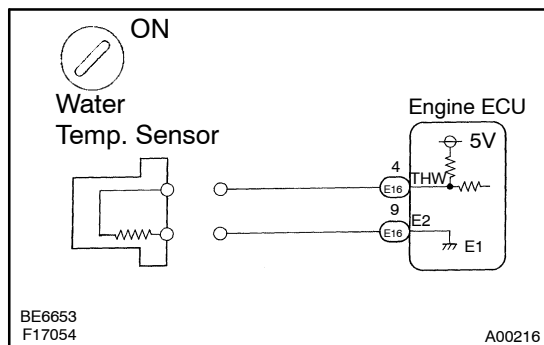 ON
Water
Temp. Sensor
Engine ECU
5V
4
THW
E16
9
E2
E16
E1
BE6653
F17054
A00216